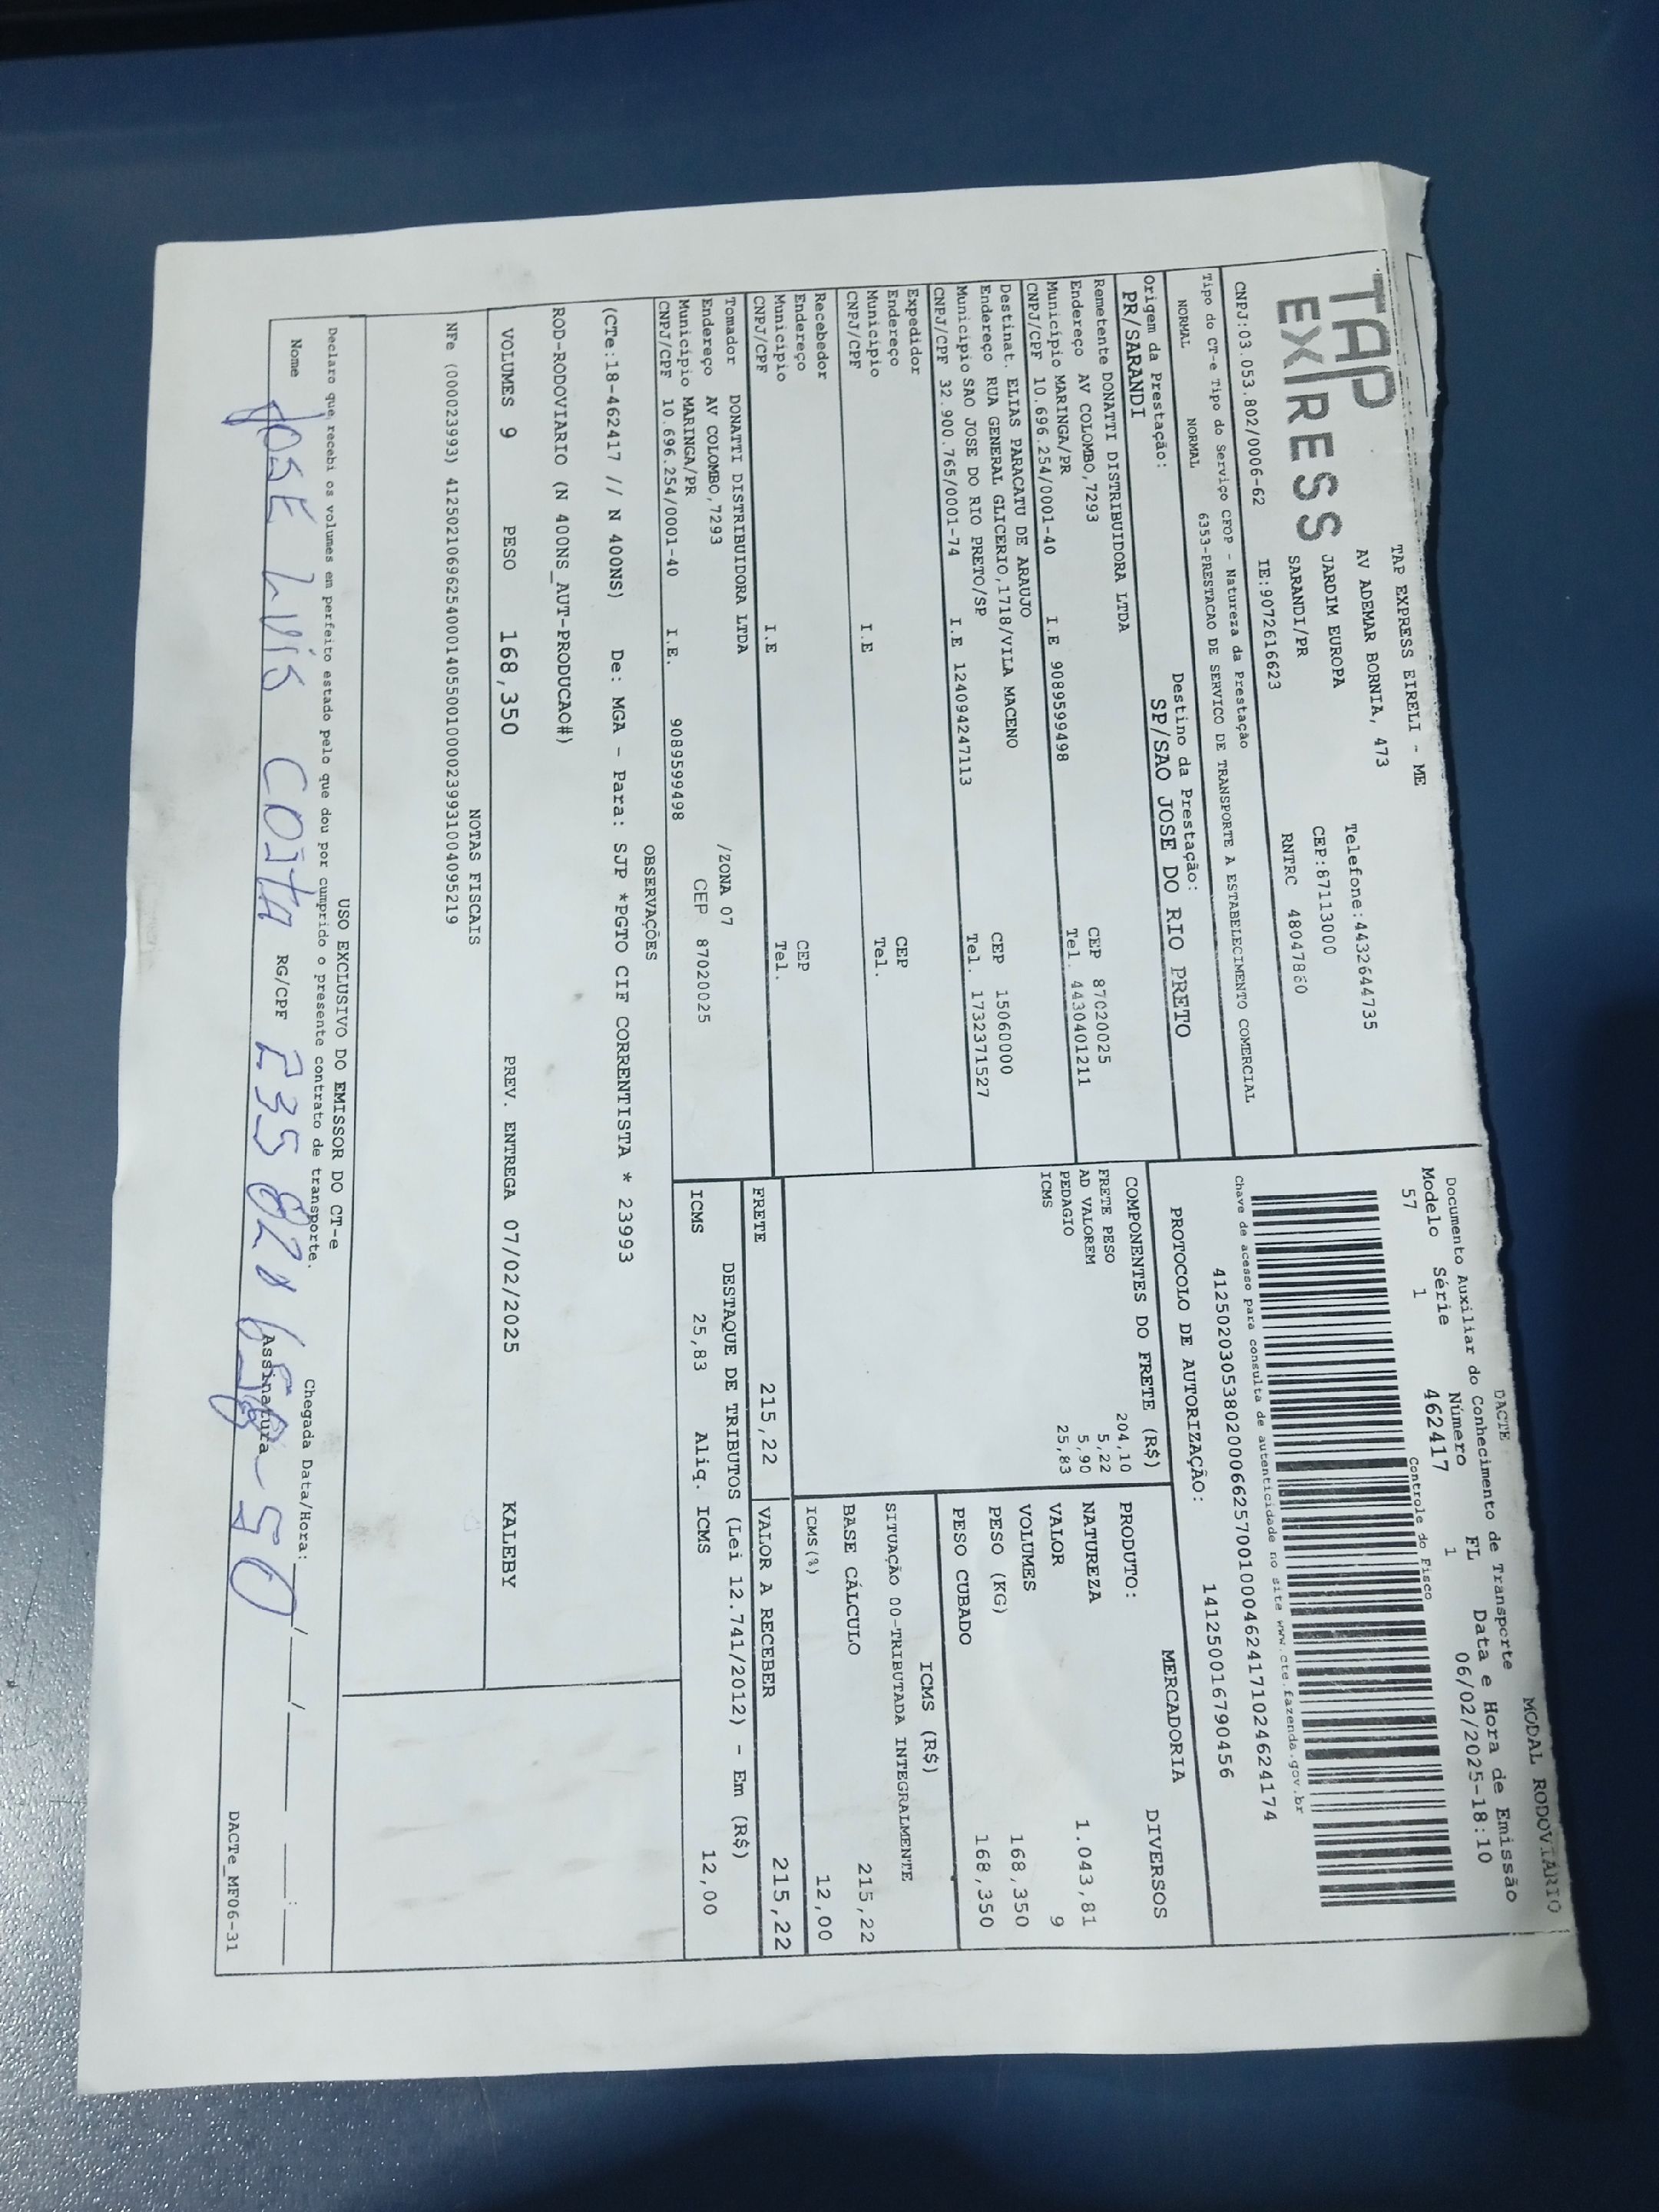 TAP EXPRESS
TAP EXPRESS EIRELI - ME
AV ADEMAR BORNIA, 473
JARDIM EUROPA
SARANDI/PR
Telefone:4432644735
CEP:87113000
RNTRC 48047860
CNPJ:03.053.802/0006-62 IE:9072616623
Tipo do CT-e Tipo do Serviço CFOP - Natureza da Prestação
NORMAL NORMAL 6353-PRESTACAO DE SERVICO DE TRANSPORTE A ESTABELECIMENTO COMERCIAL
Origem da Prestação: Destino da Prestação:
PR/SARANDI SP/SAO JOSE DO RIO PRETO
Remetente DONATTI DISTRIBUIDORA LTDA
Endereço AV COLOMBO,7293 CEP 87020025
Município MARINGA/PR Tel. 4430401211
CNPJ/CPF 10.696.254/0001-40 I.E 9089599498
Destinat. ELIAS PARACATU DE ARAUJO
Endereço RUA GENERAL GLICERIO,1718/VILA MACENO CEP 15060000
Município SAO JOSE DO RIO PRETO/SP Tel. 1732371527
CNPJ/CPF 32.900.765/0001-74 I.E 124094247113
Expedidor
Endereço CEP
Município Tel.
CNPJ/CPF I.E
Recebedor
Endereço CEP
Município Tel.
CNPJ/CPF I.E
Tomador DONATTI DISTRIBUIDORA LTDA
Endereço AV COLOMBO,7293 /ZONA 07
Município MARINGA/PR CEP 87020025
CNPJ/CPF 10.696.254/0001-40 I.E. 9089599498
MODAL RODOVIÁRIO
DACTE
Documento Auxiliar do Conhecimento de Transporte
Modelo Série Número FL Data e Hora de Emissão
57 1 462417 1 06/02/2025-18:10
Controle do Fisco
Chave de acesso para consulta de autenticidade no site www.cte.fazenda.gov.br
41250203053802000662570010004624171024624174
PROTOCOLO DE AUTORIZAÇÃO: 141250016790456
COMPONENTES DO FRETE (R$)
FRETE PESO 204,10
AD VALOREM 5,22
PEDAGIO 5,90
ICMS 25,83
MERCADORIA
PRODUTO: DIVERSOS
NATUREZA
VALOR 1.043,81
VOLUMES 9
PESO (KG) 168,350
PESO CUBADO 168,350
ICMS (R$)
SITUAÇÃO 00-TRIBUTADA INTEGRALMENTE
BASE CÁLCULO 215,22
ICMS(%) 12,00
FRETE 215,22 VALOR A RECEBER 215,22
DESTAQUE DE TRIBUTOS (Lei 12.741/2012) - Em (R$)
ICMS 25,83 Aliq. ICMS 12,00
OBSERVAÇÕES
(CTe:18-462417 // N 400NS) De: MGA - Para: SJP *PGTO CIF CORRENTISTA * 23993
ROD-RODOVIARIO (N 400NS_AUT-PRODUCAO#)
VOLUMES 9 PESO 168,350 PREV. ENTREGA 07/02/2025 KALEBY
NOTAS FISCAIS
NFe (000023993) 41250210696254000140550010000239931004095219
USO EXCLUSIVO DO EMISSOR DO CT-e
Declaro que recebi os volumes em perfeito estado pelo que dou por cumprido o presente contrato de transporte.
Chegada Data/Hora: __/__/____ __:__
Nome JOSE LUIS COITA RG/CPF Assinatura
DACTe_MF06-31